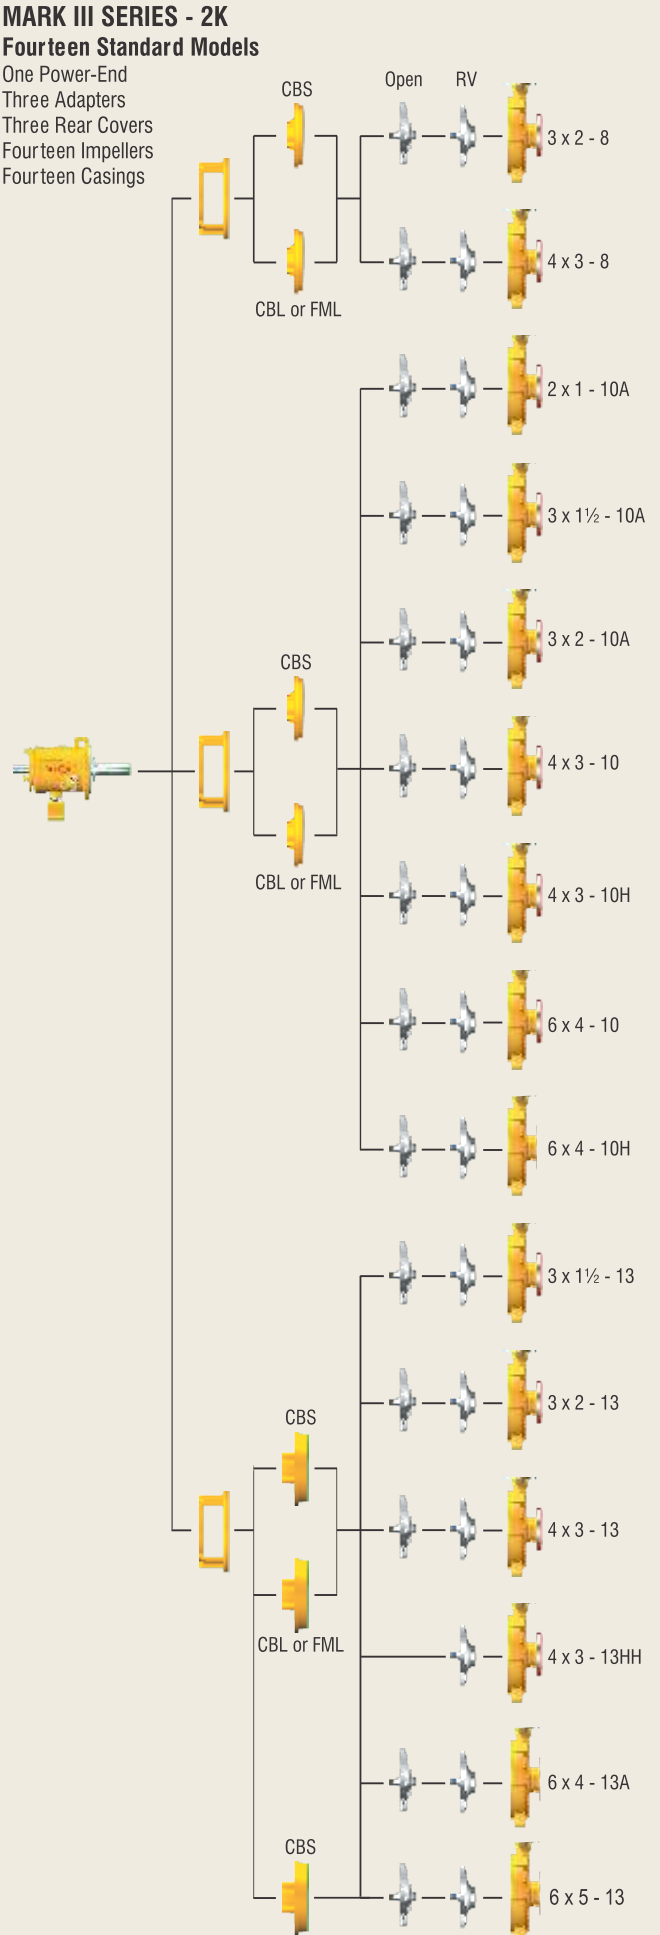 MARK III SERIES - 2K
Fourteen Standard Models
One Power-End
Three Adapters
Three Rear Covers
Fourteen Impellers
Fourteen Casings
CBS
Open
RV
3 x 2 - 8
4 x 3 - 8
CBL or FML
2 x 1 - 10A
3 x 1½ - 10A
3 x 2 - 10A
CBS
4 x 3 - 10
CBL or FML
4 x 3 - 10H
6 x 4 - 10
6 x 4 - 10H
3 x 1½ - 13
3 x 2 - 13
CBS
4 x 3 - 13
CBL or FML
4 x 3 - 13HH
6 x 4 - 13A
CBS
6 x 5 - 13